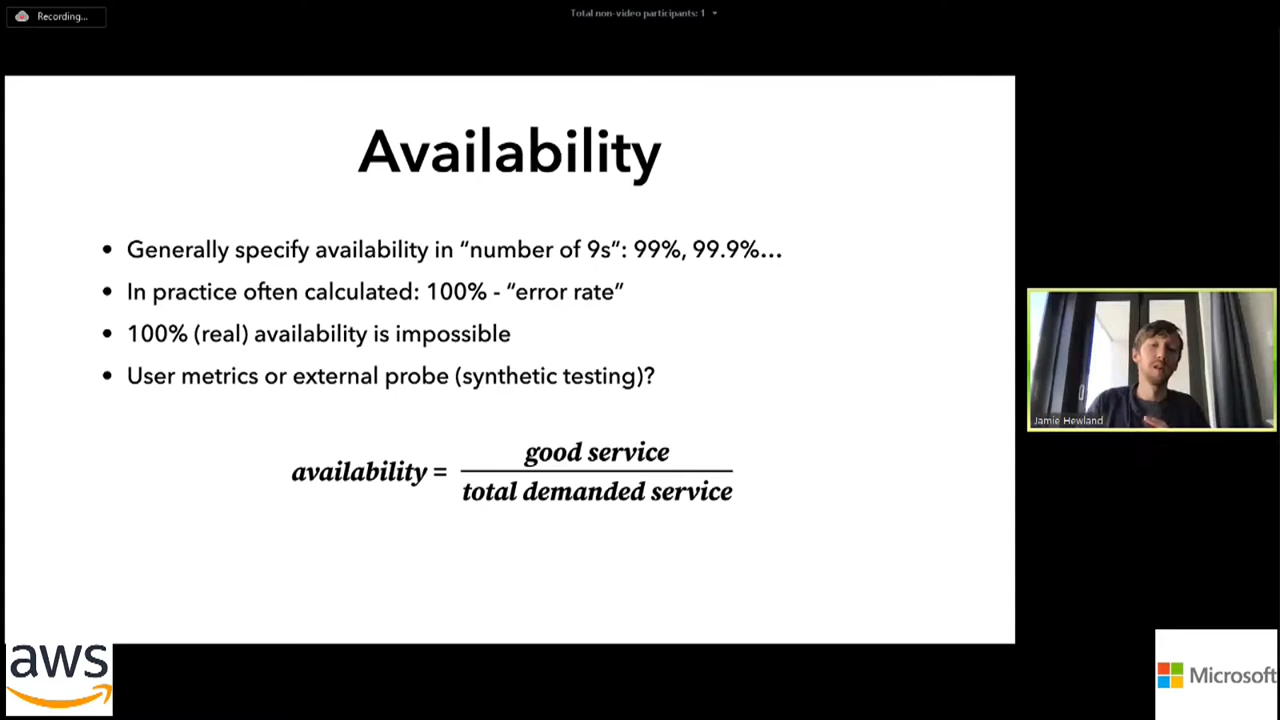 Recording...
Total non-video participants: 1
Availability
• Generally specify availability in “number of 9s”: 99%, 99.9%…
• In practice often calculated: 100% - “error rate”
• 100% (real) availability is impossible
• User metrics or external probe (synthetic testing)?
availability = good service
total demanded service
Jamie Hewland
aws
Microsoft